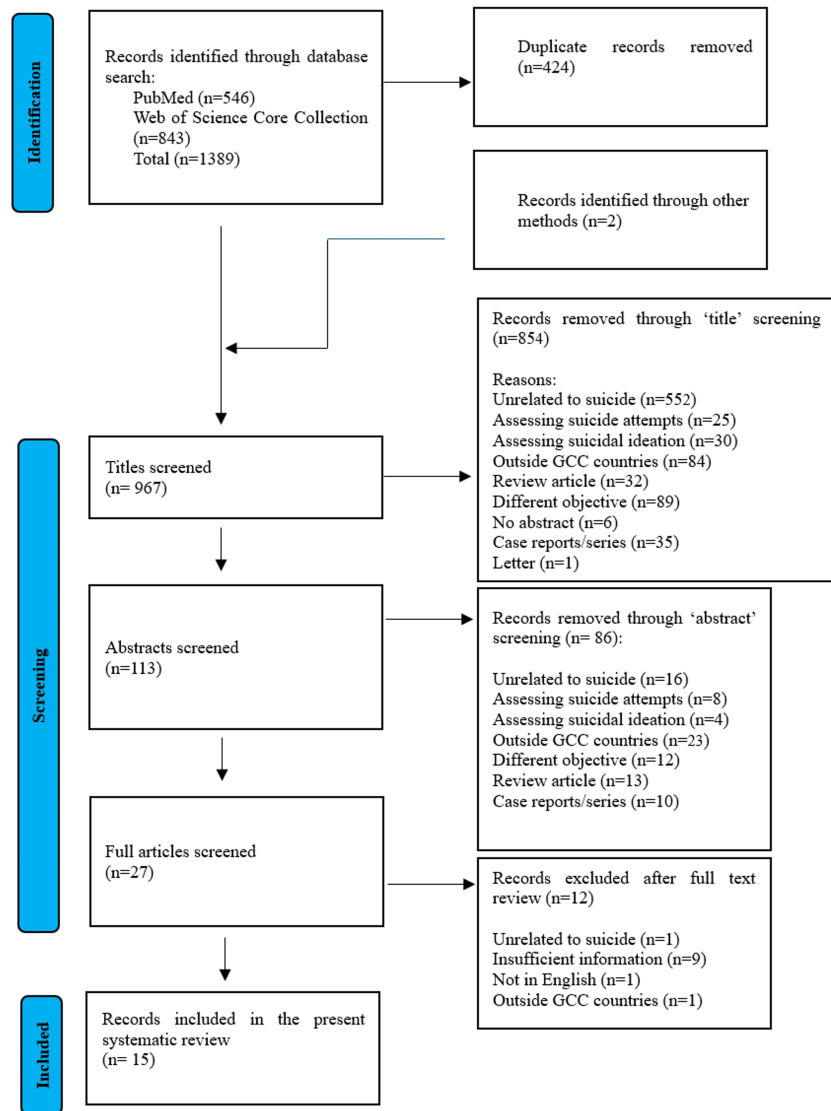 Identification
Records identified through database
search:
PubMed (n=546)
Web of Science Core Collection
(n=843)
Total (n=1389)
Duplicate records removed
(n=424)
Records identified through other
methods (n=2)
Screening
Titles screened
(n= 967)
Records removed through ‘title’ screening
(n=854)
Reasons:
Unrelated to suicide (n=552)
Assessing suicide attempts (n=25)
Assessing suicidal ideation (n=30)
Outside GCC countries (n=84)
Review article (n=32)
Different objective (n=89)
No abstract (n=6)
Case reports/series (n=35)
Letter (n=1)
Abstracts screened
(n=113)
Records removed through ‘abstract’
screening (n= 86):
Unrelated to suicide (n=16)
Assessing suicide attempts (n=8)
Assessing suicidal ideation (n=4)
Outside GCC countries (n=23)
Different objective (n=12)
Review article (n=13)
Case reports/series (n=10)
Full articles screened
(n=27)
Records excluded after full text
review (n=12)
Unrelated to suicide (n=1)
Insufficient information (n=9)
Not in English (n=1)
Outside GCC countries (n=1)
Included
Records included in the present
systematic review
(n= 15)